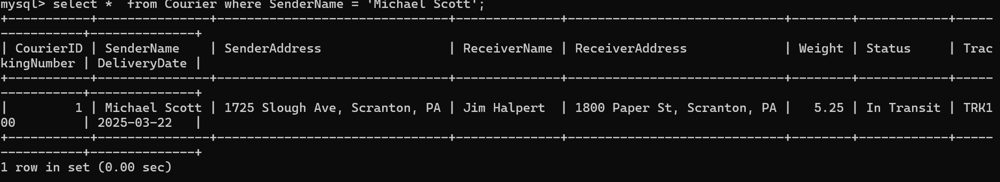 mysql> select *  from Courier where SenderName = 'Michael Scott';
+-----------+---------------+-------------------------------+--------------+-----------------------------+--------+------------+-----
-----------+--------------+
| CourierID | SenderName    | SenderAddress                 | ReceiverName | ReceiverAddress             | Weight | Status     | Trac
kingNumber | DeliveryDate |
+-----------+---------------+-------------------------------+--------------+-----------------------------+--------+------------+-----
-----------+--------------+
|         1 | Michael Scott | 1725 Slough Ave, Scranton, PA | Jim Halpert  | 1800 Paper St, Scranton, PA |   5.25 | In Transit | TRK1
00         | 2025-03-22   |
+-----------+---------------+-------------------------------+--------------+-----------------------------+--------+------------+-----
-----------+--------------+
1 row in set (0.00 sec)